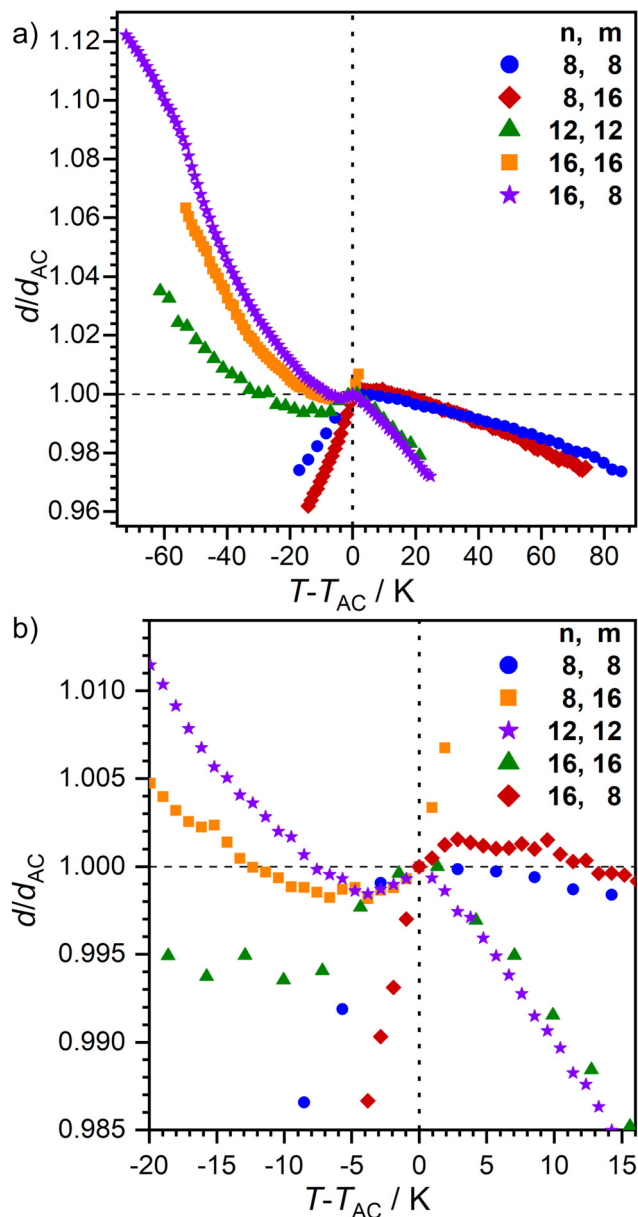 a)
n, m
8, 8
8, 16
12, 12
16, 16
16, 8
1.12
1.10
1.08
1.06
1.04
1.02
1.00
0.98
0.96
d/dAC
-60 -40 -20 0 20 40 60 80
T-TAC / K
b)
n, m
8, 8
8, 16
12, 12
16, 16
16, 8
1.010
1.005
1.000
0.995
0.990
0.985
d/dAC
-20 -15 -10 -5 0 5 10 15
T-TAC / K